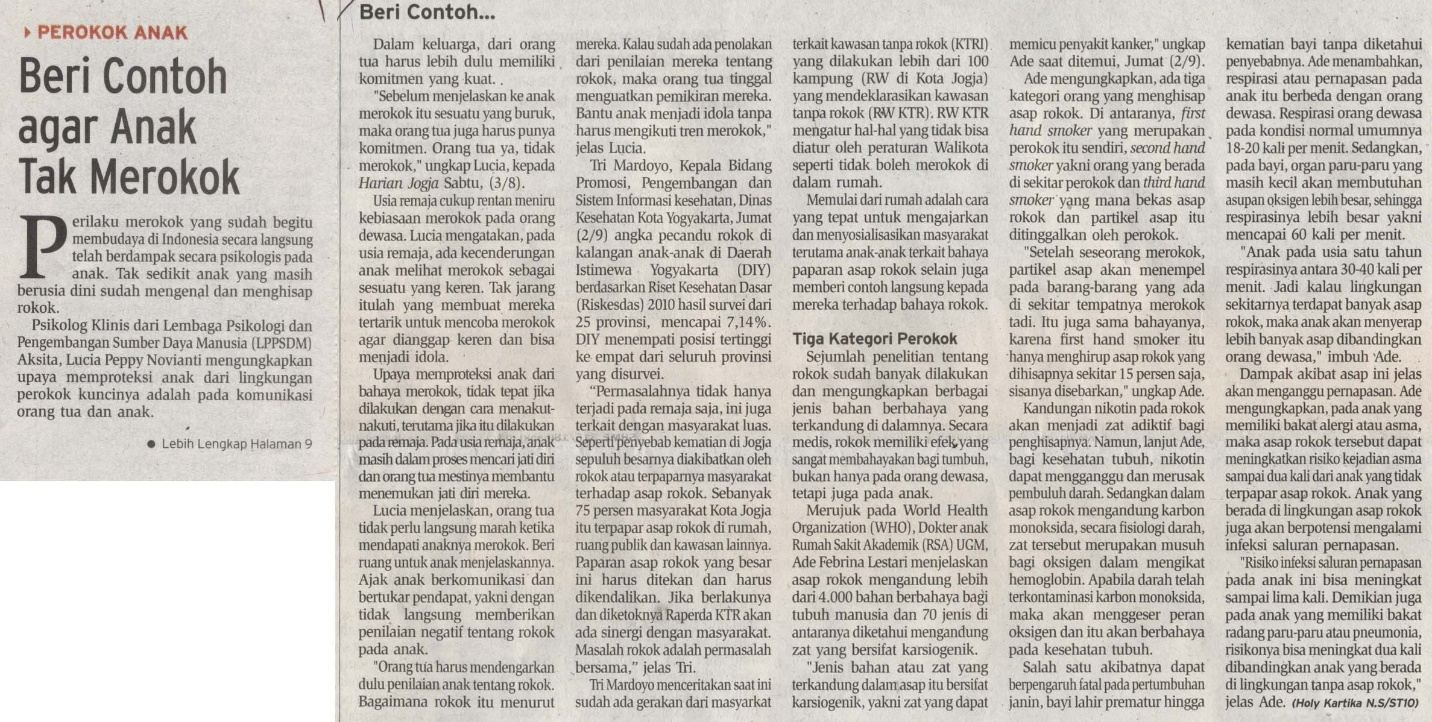 PEROKOK ANAK
Beri Contoh
agar Anak
Tak Merokok
Perilaku merokok yang sudah begitu
membudaya di Indonesia secara langsung
telah berdampak secara psikologis pada
anak. Tak sedikit anak yang masih
berusia dini sudah mengenal dan menghisap
rokok.
Psikolog Klinis dari Lembaga Psikologi dan
Pengembangan Sumber Daya Manusia (LPPSDM)
Aksita, Lucia Peppy Novianti mengungkapkan
upaya memproteksi anak dari lingkungan
perokok kuncinya adalah pada komunikasi
orang tua dan anak.
● Lebih Lengkap Halaman 9
Beri Contoh...
Dalam keluarga, dari orang
tua harus lebih dulu memiliki
komitmen yang kuat.
"Sebelum menjelaskan ke anak
merokok itu sesuatu yang buruk,
maka orang tua juga harus punya
komitmen. Orang tua ya, tidak
merokok," ungkap Lucia, kepada
Harian Jogja Sabtu, (3/8).
Usia remaja cukup rentan meniru
kebiasaan merokok pada orang
dewasa. Lucia mengatakan, pada
usia remaja, ada kecenderungan
anak melihat merokok sebagai
sesuatu yang keren. Tak jarang
itulah yang membuat mereka
tertarik untuk mencoba merokok
agar dianggap keren dan bisa
menjadi idola.
Upaya memproteksi anak dari
bahaya merokok, tidak tepat jika
dilakukan dengan cara menakut-
nakuti, terutama jika itu dilakukan
pada remaja. Pada usia remaja, anak
masih dalam proses mencari jati diri
dan orang tua mestinya membantu
menemukan jati diri mereka.
Lucia menjelaskan, orang tua
tidak perlu langsung marah ketika
mendapati anaknya merokok. Beri
ruang untuk anak menjelaskannya.
Ajak anak berkomunikasi dan
bertukar pendapat, yakni dengan
tidak langsung memberikan
penilaian negatif tentang rokok
pada anak.
"Orang tua harus mendengarkan
dulu penilaian anak tentang rokok.
Bagaimana rokok itu menurut
mereka. Kalau sudah ada penolakan
dari penilaian mereka tentang
rokok, maka orang tua tinggal
menguatkan pemikiran mereka.
Bantu anak menjadi idola tanpa
harus mengikuti tren merokok,"
jelas Lucia.
Tri Mardoyo, Kepala Bidang
Promosi, Pengembangan dan
Sistem Informasi kesehatan, Dinas
Kesehatan Kota Yogyakarta, Jumat
(2/9) angka pecandu rokok di
kalangan anak-anak di Daerah
Istimewa Yogyakarta (DIY)
berdasarkan Riset Kesehatan Dasar
(Riskesdas) 2010 hasil survei dari
25 provinsi, mencapai 7,14%.
DIY menempati posisi tertinggi
ke empat dari seluruh provinsi
yang disurvei.
"Permasalahnya tidak hanya
terjadi pada remaja saja, ini juga
terkait dengan masyarakat luas.
Seper penyebab kematian di Jogja
sepuluh besarnya diakibatkan oleh
rokok atau terpaparnya masyarakat
terhadap asap rokok. Sebanyak
75 persen masyarakat Kota Jogja
itu terpapar asap rokok di rumah,
ruang publik dan kawasan lainnya.
Paparan asap rokok yang besar
ini harus ditekan dan harus
dikendalikan. Jika berlakunya
dan diketoknya Raperda KTR akan
ada sinergi dengan masyarakat.
Masalah rokok adalah permasalah
bersama," jelas Tri.
Tri Mardoyo menceritakan saat ini
sudah ada gerakan dari masyarkat
terkait kawasan tanpa rokok (KTRI)
yang dilakukan lebih dari 100
kampung (RW di Kota Jogja)
yang mendeklarasikan kawasan
tanpa rokok (RW KTR). RW KTR
mengatur hal-hal yang tidak bisa
diatur oleh peraturan Walikota
seperti tidak boleh merokok di
dalam rumah.
Memulai dari rumah adalah cara
yang tepat untuk mengajarkan
dan menyosialisasikan masyarakat
terutama anak-anak terkait bahaya
paparan asap rokok selain juga
memberi contoh langsung kepada
mereka terhadap bahaya rokok.
Tiga Kategori Perokok
Sejumlah penelitian tentang
rokok sudah banyak dilakukan
dan mengungkapkan berbagai
jenis bahan berbahaya yang
terkandung di dalamnya. Secara
medis, rokok memiliki efek yang
sangat membahayakan bagi tumbuh,
bukan hanya pada orang dewasa,
tetapi juga pada anak.
Merujuk pada World Health
Organization (WHO), Dokter anak
Rumah Sakit Akademik (RSA) UGM,
Ade Febrina Lestari menjelaskan
asap rokok mengandung lebih
dari 4.000 bahan berbahaya bagi
tubuh manusia dan 70 jenis di
antaranya diketahui mengandung
zat yang bersifat karsiogenik.
"Jenis bahan atau zat yang
terkandung dalam asap itu bersifat
karsiogenik, yakni zat yang dapat
memicu penyakit kanker," ungkap
Ade saat ditemui, Jumat (2/9).
Ade mengungkapkan, ada tiga
kategori orang yang menghisap
asap rokok. Di antaranya, first
hand smoker yang merupakan
perokok itu sendiri, second hand
smoker yakni orang yang berada
di sekitar perokok dan third hand
smoker yang mana bekas asap
rokok dan partikel asap itu
ditinggalkan oleh perokok.
"Setelah seseorang merokok,
partikel asap akan menempel
pada barang-barang yang ada
di sekitar tempatnya merokok
tadi. Itu juga sama bahayanya,
karena first hand smoker itu
hanya menghirup asap rokok yang
dihisapnya sekitar 15 persen saja,
sisanya disebarkan," ungkap Ade.
Kandungan nikotin pada rokok
akan menjadi zat adiktif bagi
penghisapnya. Namun, lanjut Ade,
bagi kesehatan tubuh, nikotin
dapat mengganggu dan merusak
pembuluh darah. Sedangkan dalam
asap rokok mengandung karbon
monoksida, secara fisiologi darah,
zat tersebut merupakan musuh
bagi oksigen dalam mengikat
hemoglobin. Apabila darah telah
terkontaminasi karbon monoksida,
maka akan menggeser peran
oksigen dan itu akan berbahaya
pada kesehatan tubuh.
Salah satu akibatnya dapat
berpengaruh fatal pada pertumbuhan
janin, bayi lahir prematur hingga
kematian bayi tanpa diketahui
penyebabnya. Ade menambahkan,
respirasi atau pernapasan pada
anak itu berbeda dengan orang
dewasa. Respirasi orang dewasa
pada kondisi normal umumnya
18-20 kali per menit. Sedangkan,
pada bayi, organ paru-paru yang
masih kecil akan membutuhan
asupan oksigen lebih besar, sehingga
respirasinya lebih besar yakni
mencapai 60 kali per menit.
"Anak pada usia satu tahun
respirasinya antara 30-40 kali per
menit. Jadi kalau lingkungan
sekitarnya terdapat banyak asap
rokok, maka anak akan menyerap
lebih banyak asap dibandingkan
orang dewasa," imbuh Ade.
Dampak akibat asap ini jelas
akan menganggu pernapasan. Ade
mengungkapkan, pada anak yang
memiliki bakat alergi atau asma,
maka asap rokok tersebut dapat
meningkatkan risiko kejadian asma
sampai dua kali dari anak yang tidak
terpapar asap rokok. Anak yang
berada di lingkungan asap rokok
juga akan berpotensi mengalami
infeksi saluran pernapasan.
"Risiko infeksi saluran pernapasan
pada anak ini bisa meningkat
sampai lima kali. Demikian juga
pada anak yang memiliki bakat
radang paru-paru atau pneumonia,
risikonya bisa meningkat dua kali
dibandingkan anak yang berada
di lingkungan tanpa asap rokok,"
jelas Ade. (Holy Kartika N.S/ST10)